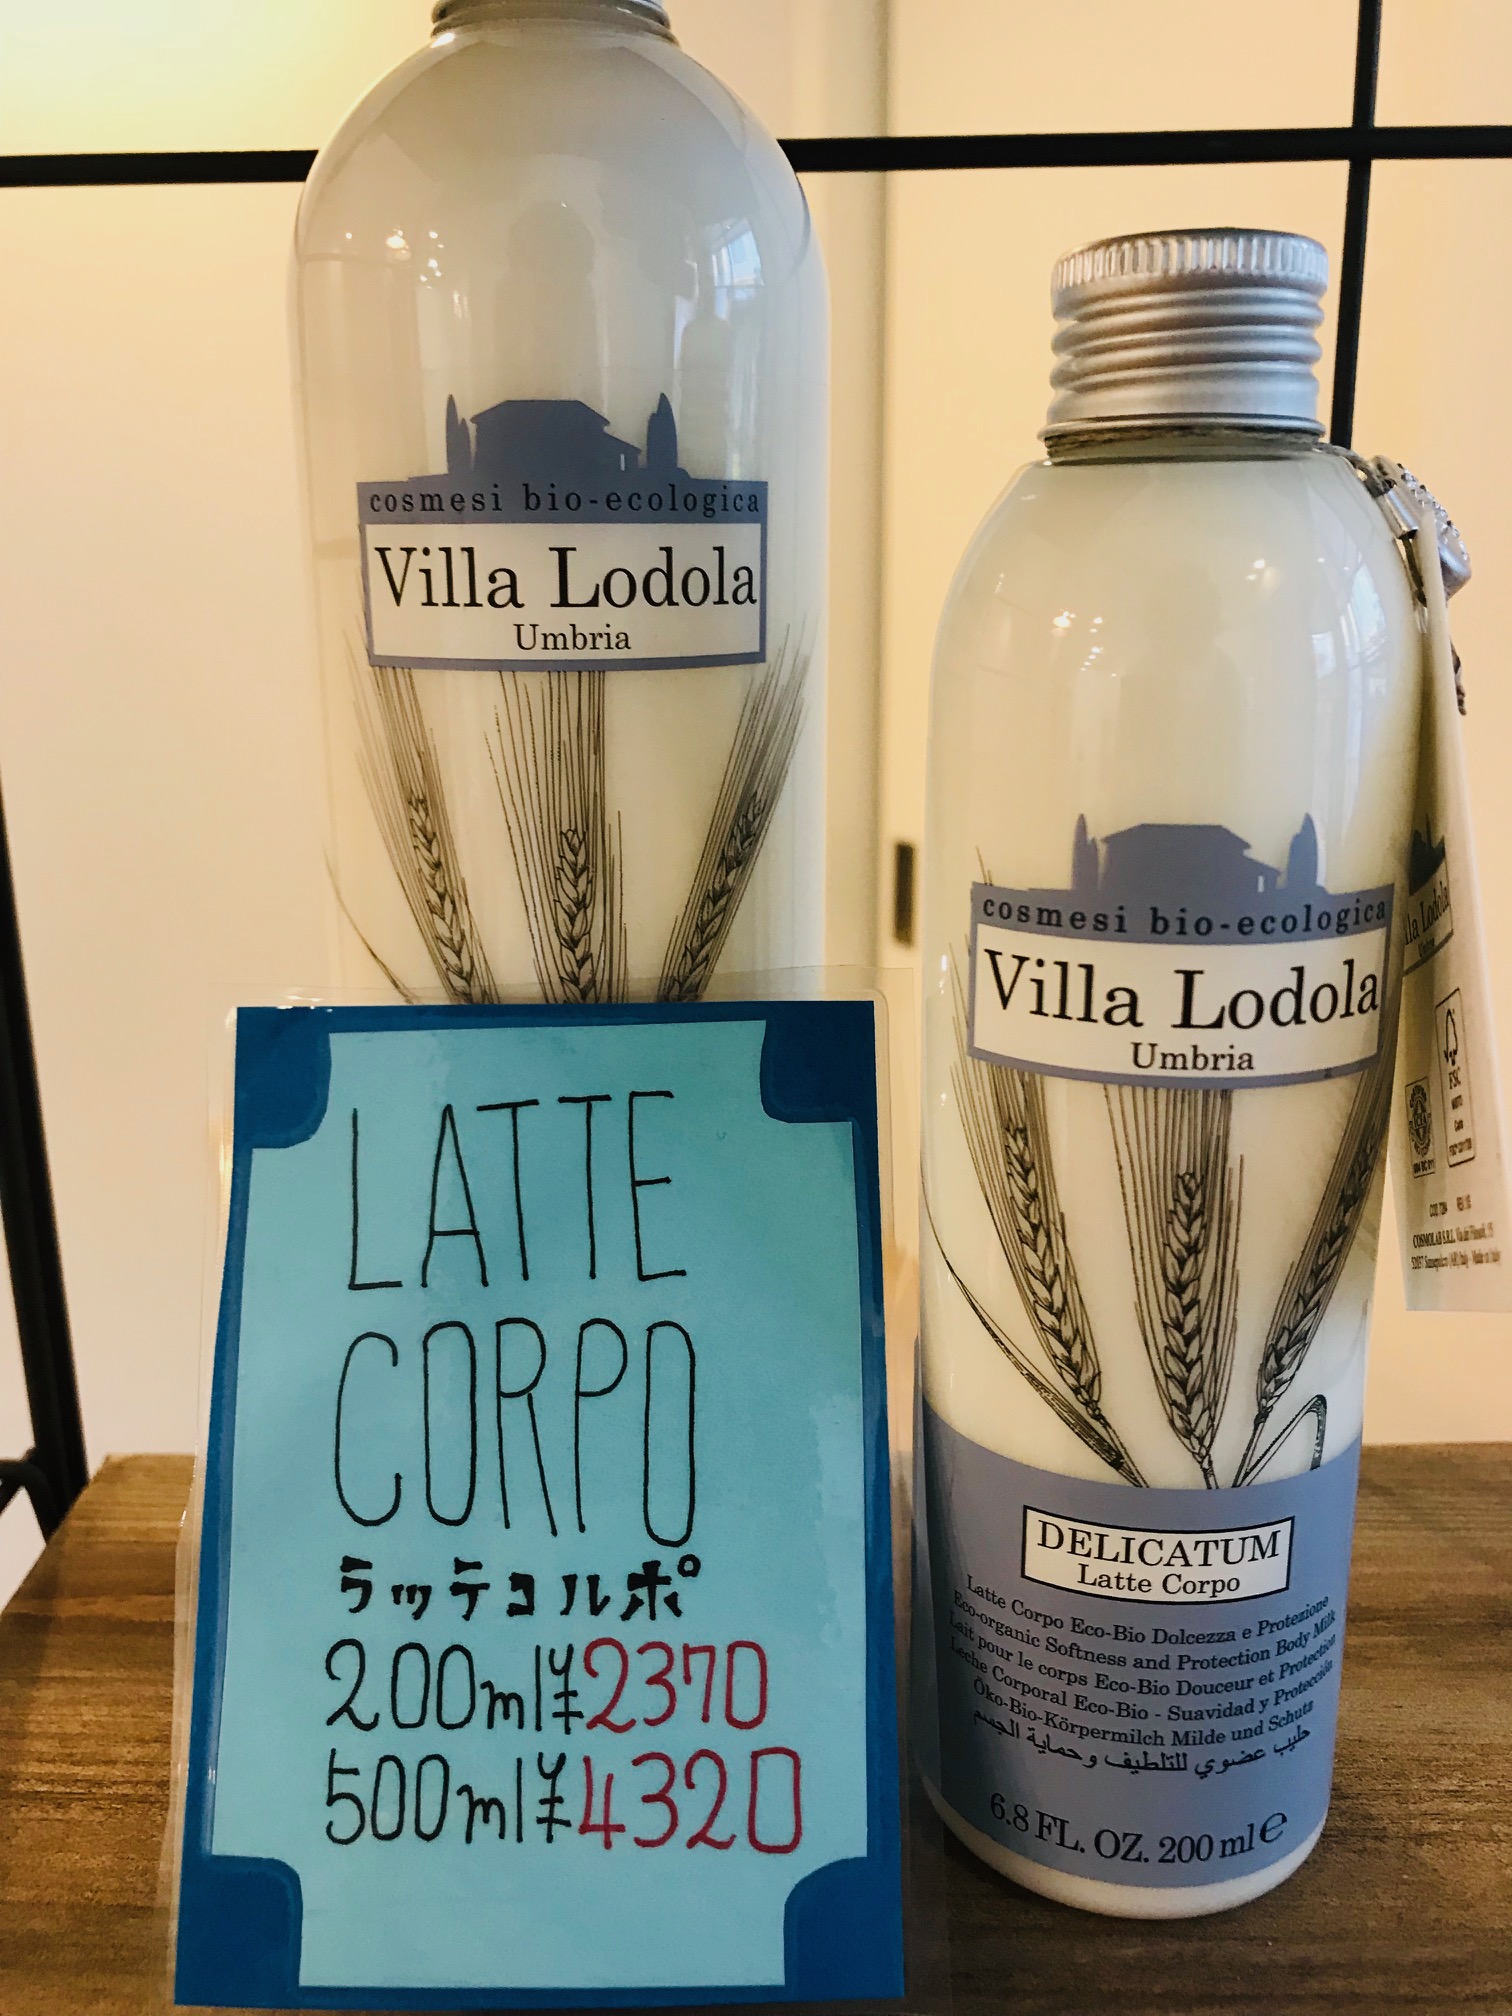 cosmesi bio-ecologica
Villa Lodola
Umbria
LATTE
CORPO
ラッテコルポ
200ml¥2370
500ml¥4320
cosmesi bio-ecologica
Villa Lodola
Umbria
DELICATUM
Latte Corpo
Latte Corpo Eco-Bio Dolcezza e Protezione
Eco-organic Softness and Protection Body Milk
Lait pour le corps Eco-Bio Douceur et Protection
Leche Corporal Eco-Bio - Suavidad y Protección
Öko-Bio-Körpermilch Milde und Schutz
حليب عضوي للتلطيف و حماية الجسم
6.8 FL. OZ. 200 ml e
Lodola
FSC
COSMOLAB S.R.L.